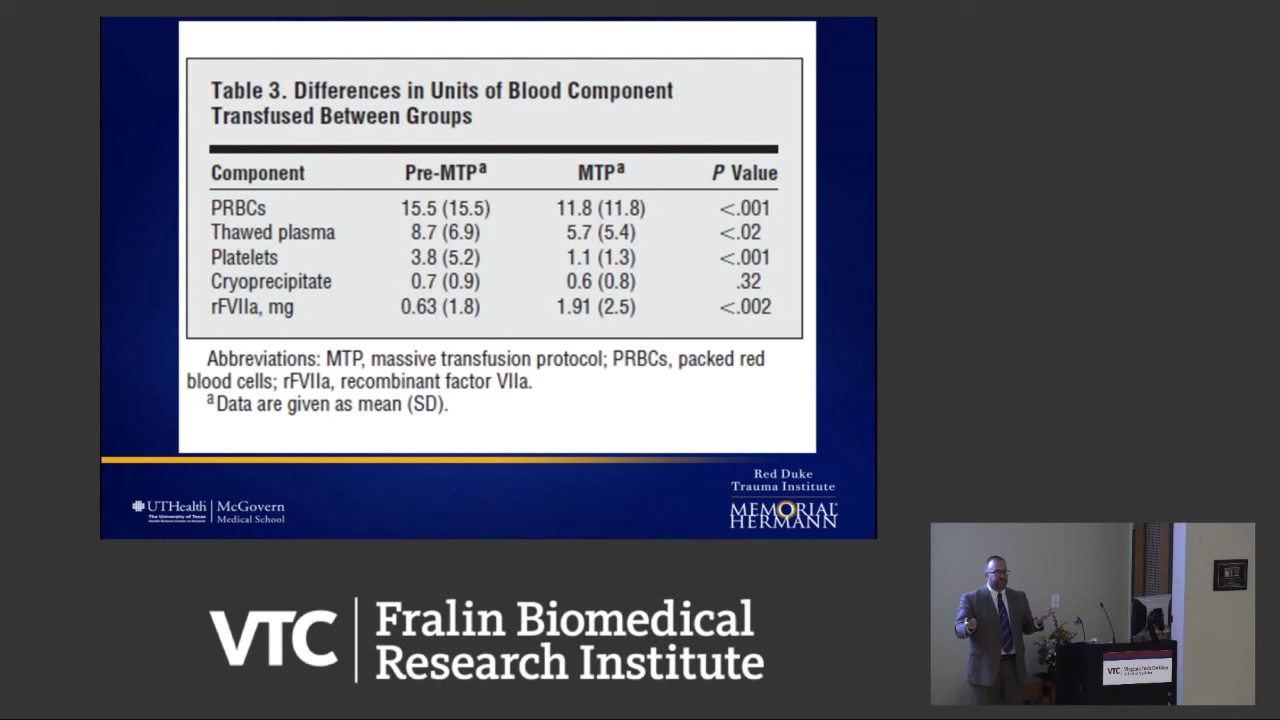 Table 3. Differences in Units of Blood Component
Transfused Between Groups
Component Pre-MTPa MTPa P Value
PRBCs 15.5 (15.5) 11.8 (11.8) <.001
Thawed plasma 8.7 (6.9) 5.7 (5.4) <.02
Platelets 3.8 (5.2) 1.1 (1.3) <.001
Cryoprecipitate 0.7 (0.9) 0.6 (0.8) .32
rFVIIa, mg 0.63 (1.8) 1.91 (2.5) <.002
Abbreviations: MTP, massive transfusion protocol; PRBCs, packed red
blood cells; rFVIIa, recombinant factor VIIa.
aData are given as mean (SD).
UTHealth McGovern
The University of Texas Medical School
Health Science Center at Houston
Red Duke
Trauma Institute
MEMORIAL
HERMANN
VTC Fralin Biomedical
Research Institute
VTC Virginia Tech Carilion